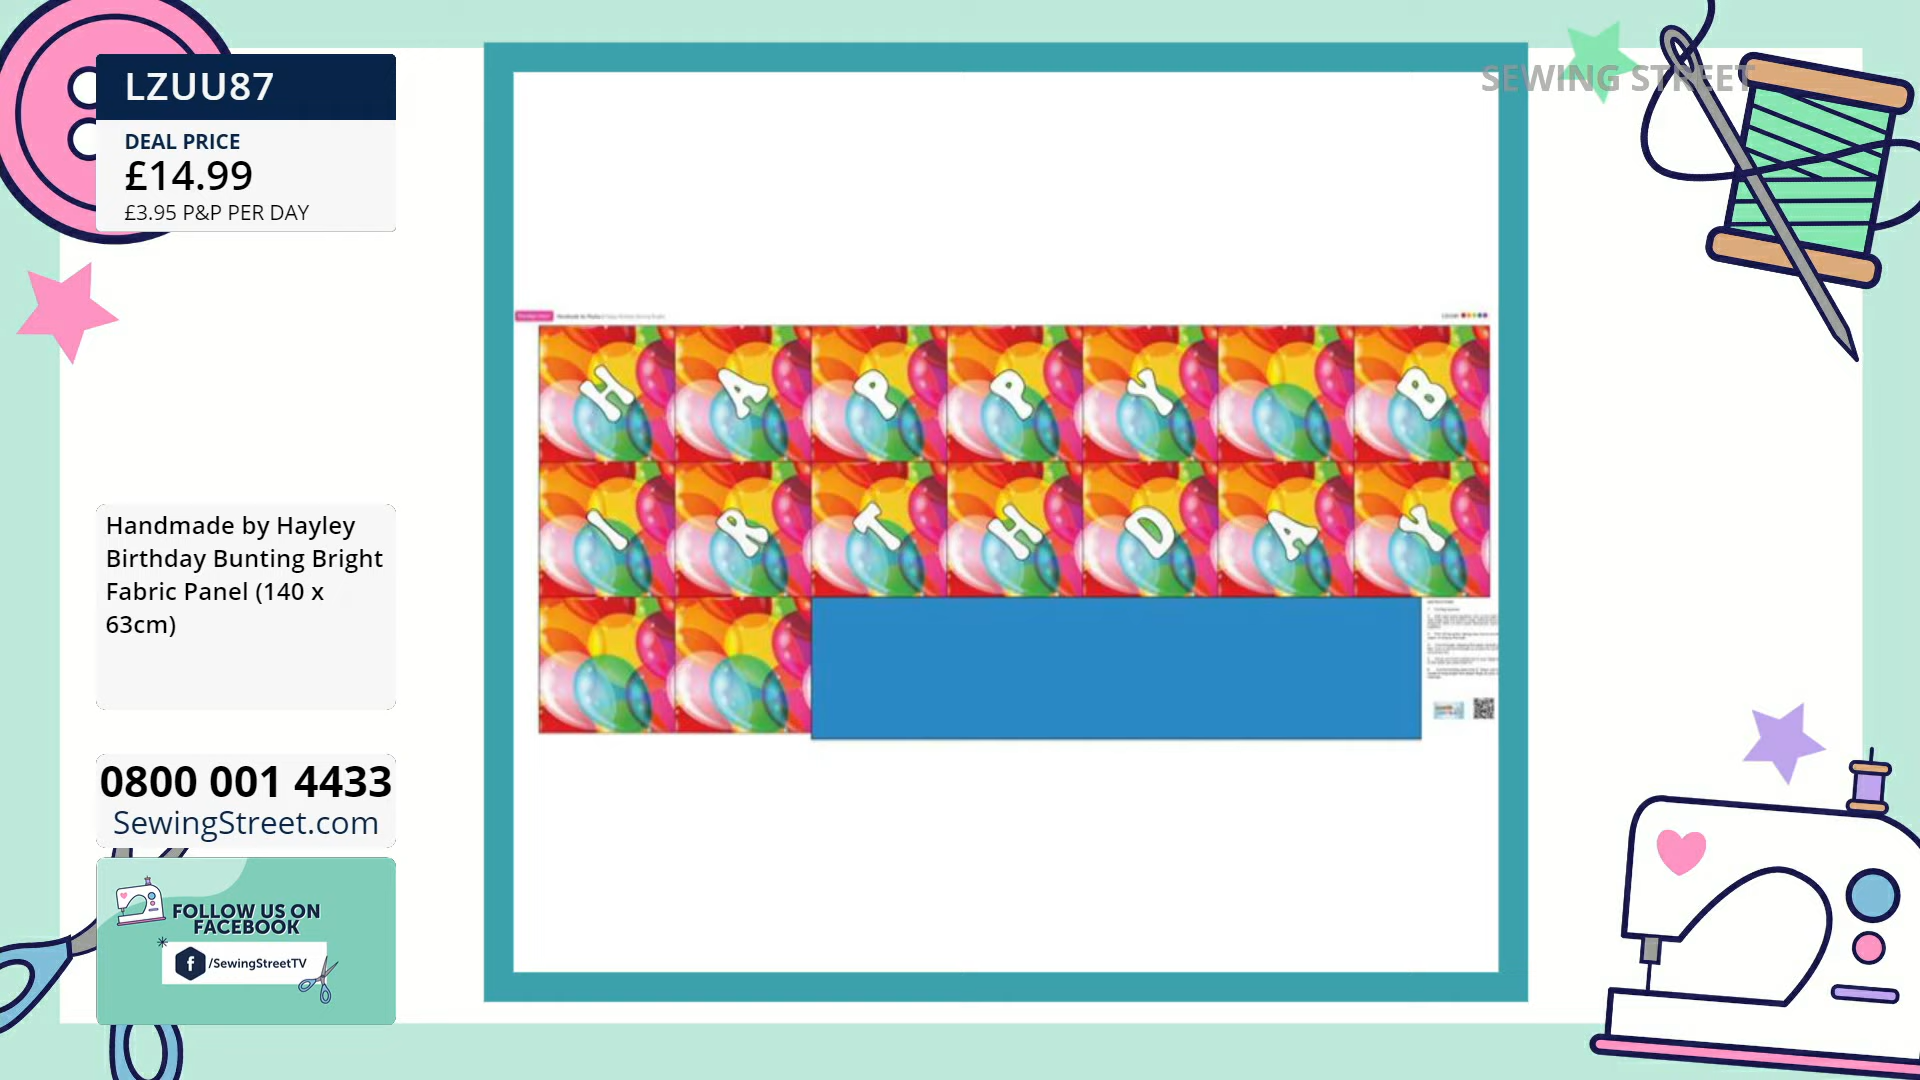 LZUU87
DEAL PRICE
£14.99
£3.95 P&P PER DAY
SEWING STREET
Handmade by Hayley
Birthday Bunting Bright
Fabric Panel (140 x
63cm)
H A P P Y B
I R T H D A Y
0800 001 4433
SewingStreet.com
FOLLOW US ON
FACEBOOK
f /SewingStreetTV